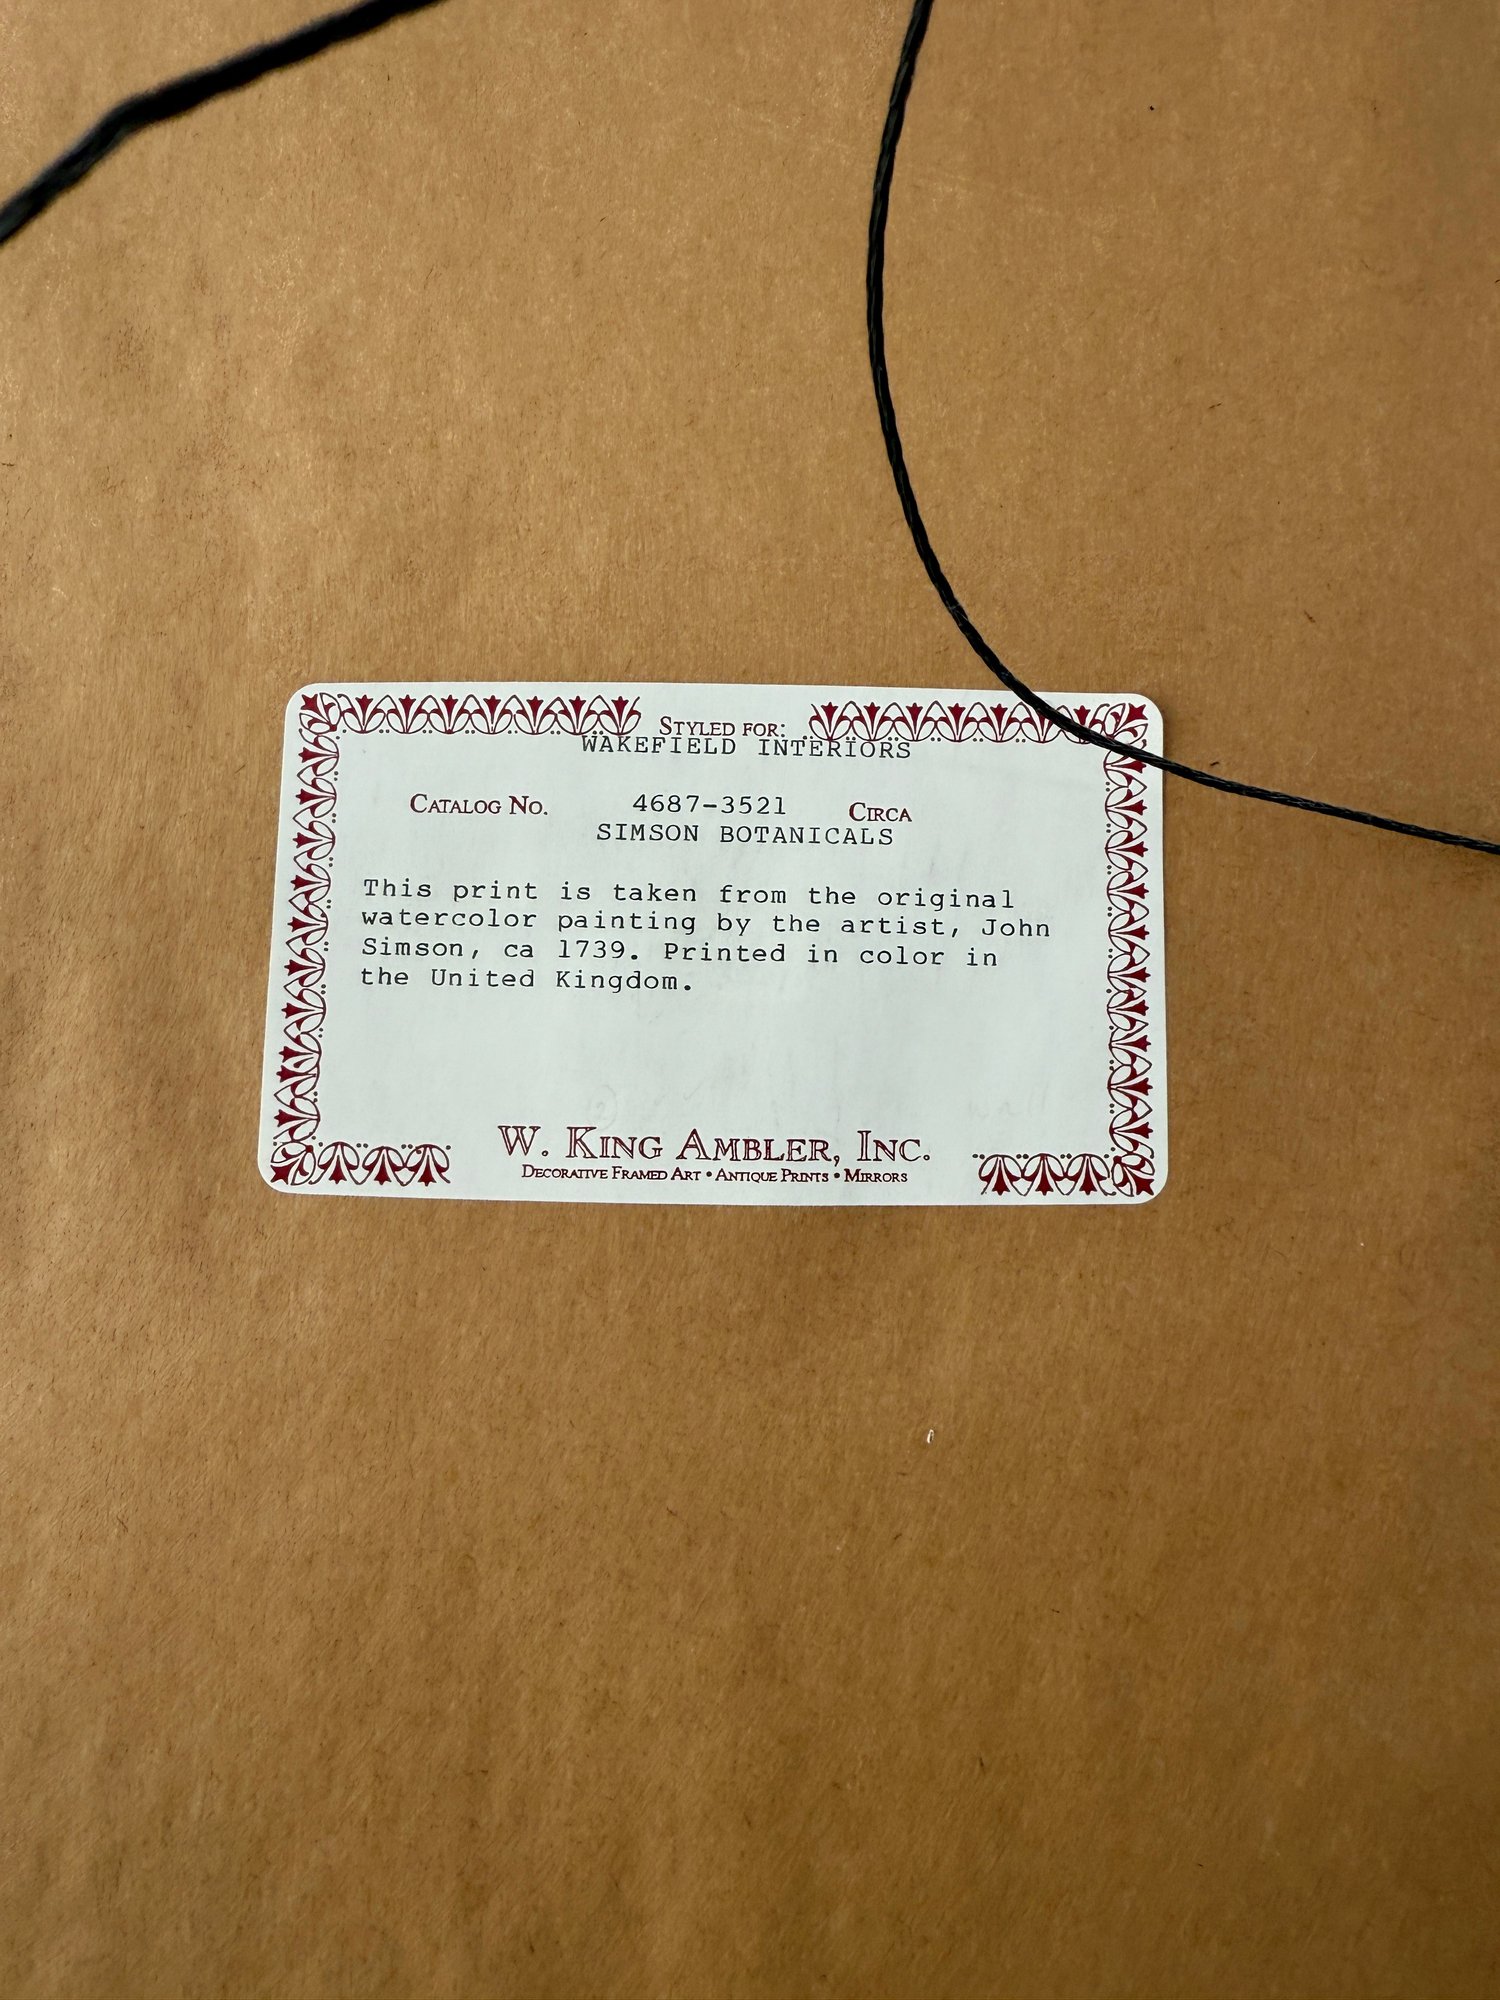 STYLED FOR:
WAKEFIELD INTERIORS
CATALOG NO. 4687-3521 CIRCA
SIMSON BOTANICALS
This print is taken from the original
watercolor painting by the artist, John
Simson, ca 1739. Printed in color in
the United Kingdom.
W. KING AMBLER, INC.
DECORATIVE FRAMED ART • ANTIQUE PRINTS • MIRRORS